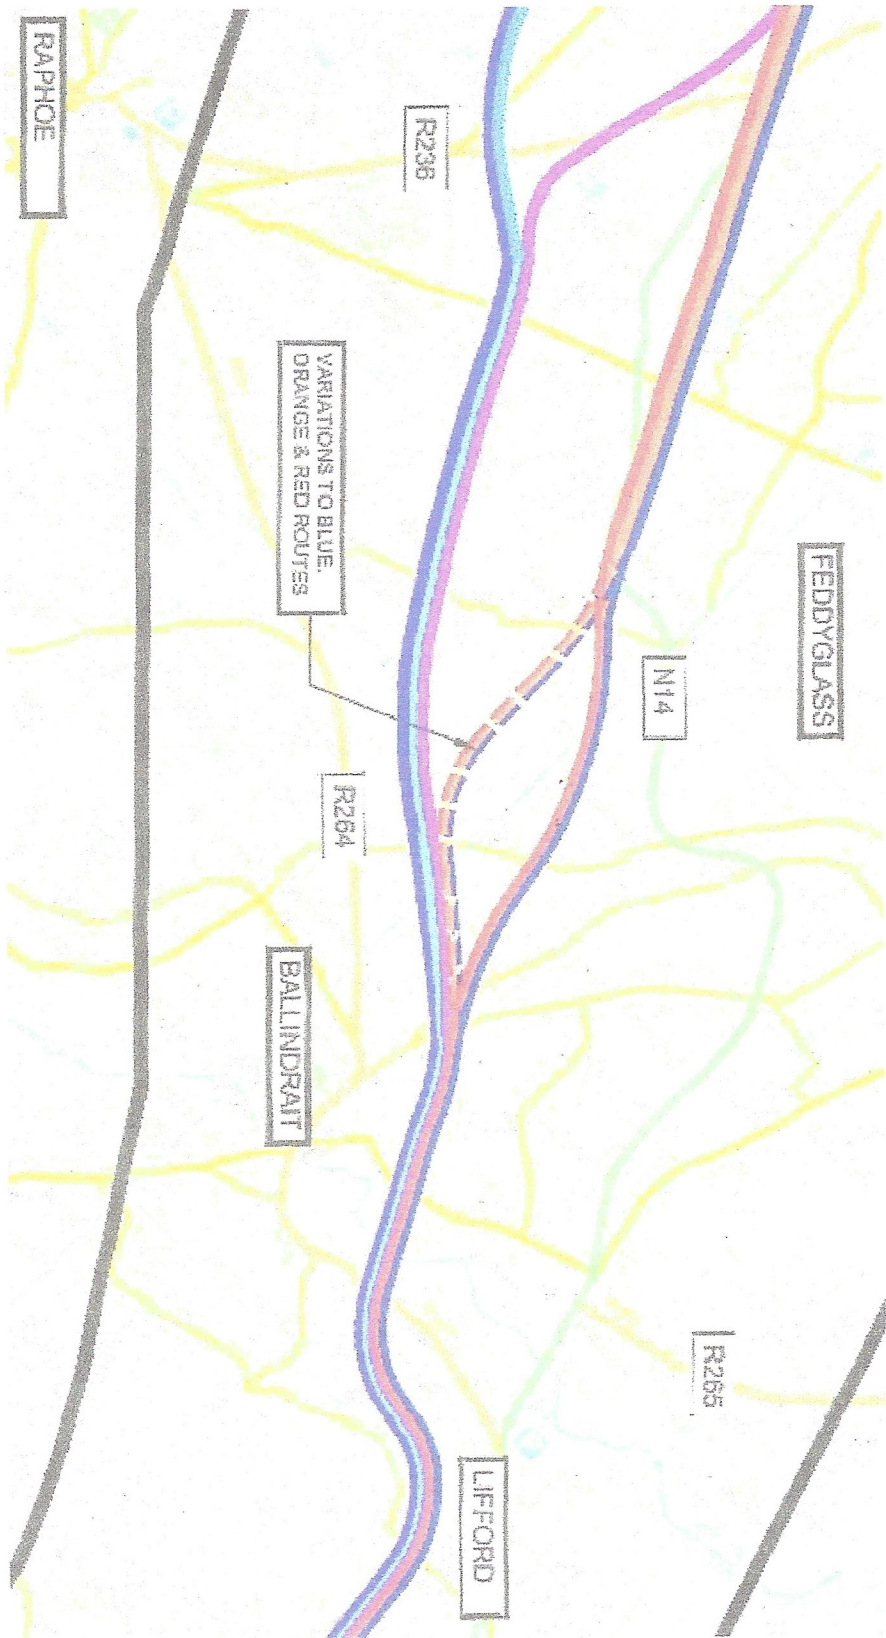 RAPHOE
R236
VARIATIONS TO BLUE,
ORANGE & RED ROUTES
FEDDYGLASS
N14
R264
BALLINDRAIT
R265
LIFFORD